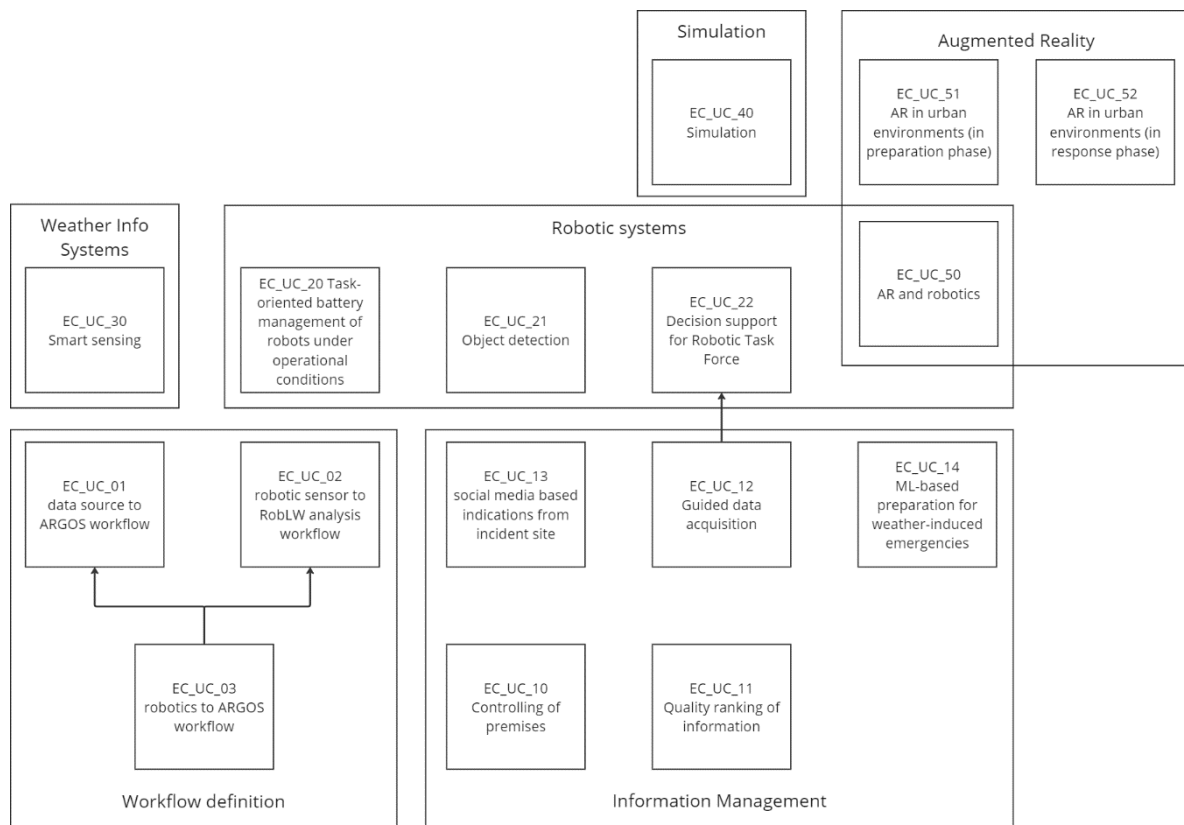 Simulation
EC_UC_40
Simulation
Augmented Reality
EC_UC_51
AR in urban
environments (in
preparation phase)
EC_UC_52
AR in urban
environments (in
response phase)
Weather Info
Systems
EC_UC_30
Smart sensing
Robotic systems
EC_UC_20 Task-
oriented battery
management of
robots under
operational
conditions
EC_UC_21
Object detection
EC_UC_22
Decision support
for Robotic Task
Force
EC_UC_50
AR and robotics
EC_UC_01
data source to
ARGOS workflow
EC_UC_02
robotic sensor to
RobLW analysis
workflow
EC_UC_03
robotics to ARGOS
workflow
Workflow definition
EC_UC_13
social media based
indications from
incident site
EC_UC_12
Guided data
acquisition
EC_UC_14
ML-based
preparation for
weather-induced
emergencies
EC_UC_10
Controlling of
premises
EC_UC_11
Quality ranking of
information
Information Management